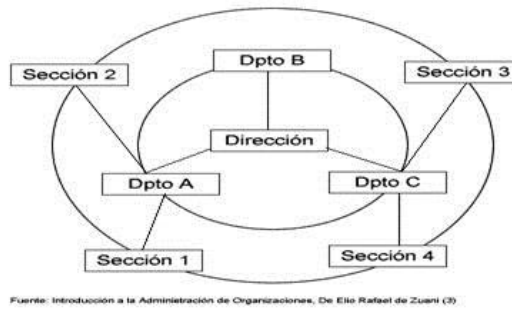 Dpto B
Sección 2
Sección 3
Dirección
Dpto A
Dpto C
Sección 1
Sección 4
Fuente: Introducción a la Administración de Organizaciones, De Elio Rafael de Zuani (3)